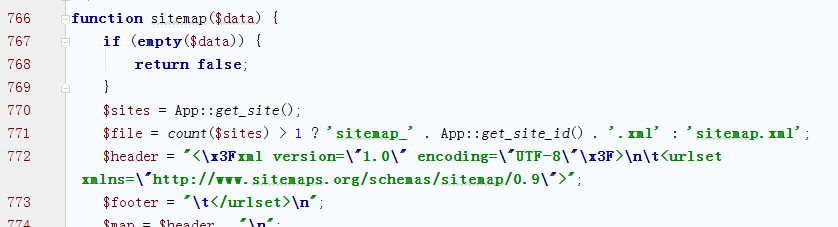 766 function sitemap($data) {
767 if (empty($data)) {
768 return false;
769 }
770 $sites = App::get_site();
771 $file = count($sites) > 1 ? 'sitemap_' . App::get_site_id() . '.xml' : 'sitemap.xml';
772 $header = "<\x3Fxml version=\"1.0\" encoding=\"UTF-8\"\x3F>\n\t<urlset
xmlns=\"http://www.sitemaps.org/schemas/sitemap/0.9\">";
773 $footer = "\t</urlset>\n";
774 $map = $header . "\n";